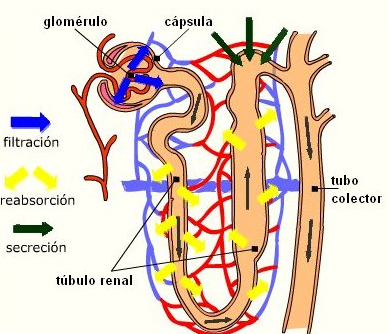 glomérulo
cápsula
filtración
reabsorción
secreción
túbulo renal
tubo
colector